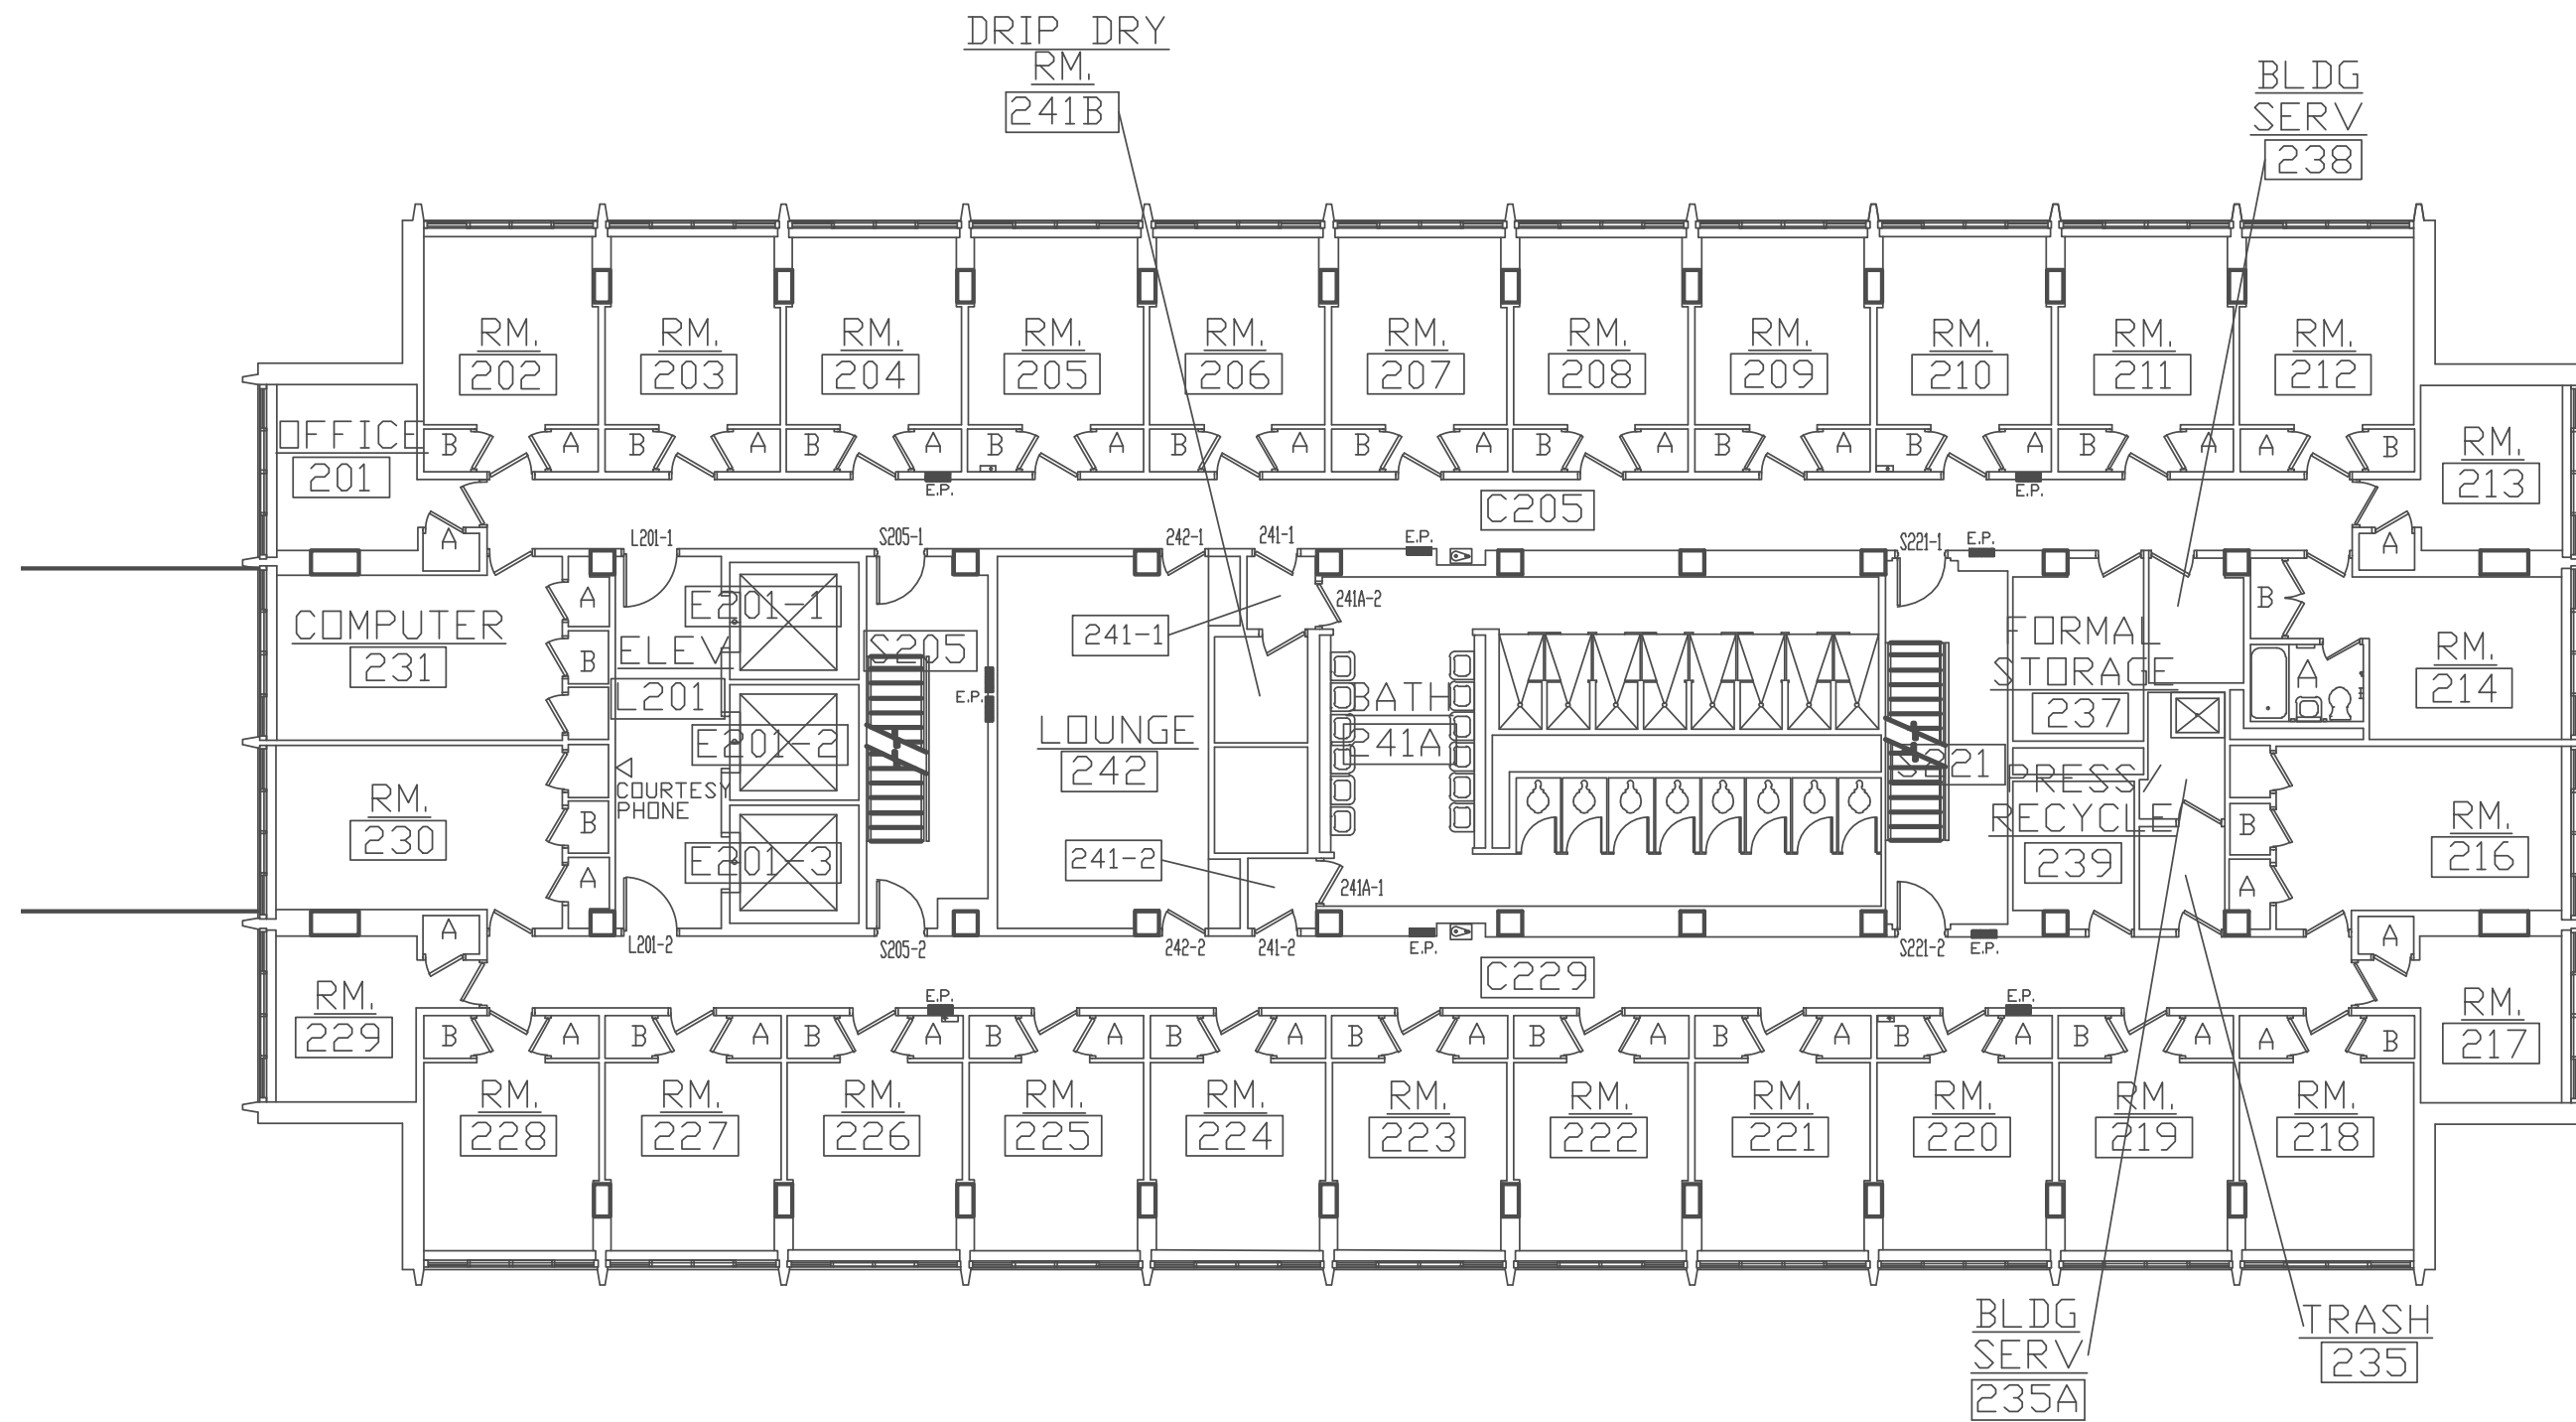 DRIP DRY
RM.
241B
BLDG
SERV
238
RM.
202
RM.
203
RM.
204
RM.
205
RM.
206
RM.
207
RM.
208
RM.
209
RM.
210
RM.
211
RM.
212
OFFICE
201
B A B A B A B A B A B A B A B A B A B A A B
RM.
213
E.P. E.P.
C205
A A
L201-1 S205-1 242-1 241-1 E.P. S221-1 E.P.
COMPUTER
231
A
B
ELEV
L201
E201-1
E201-2
E201-3
S205
E.P.
COURTESY
PHONE
LOUNGE
242
241-1
241-2
241A-2
241A-1
BATH
241A
S221
FORMAL
STORAGE
237
PRESS /
RECYCLE
239
B
A
RM.
214
RM.
230
B
A
B
A
RM.
216
A A
L201-2 S205-2 242-2 241-2 E.P. S221-2 E.P.
C229
RM.
229
E.P. E.P.
RM.
217
B A B A B A B A B A B A B A B A B A B A A B
RM.
228
RM.
227
RM.
226
RM.
225
RM.
224
RM.
223
RM.
222
RM.
221
RM.
220
RM.
219
RM.
218
BLDG
SERV
235A
TRASH
235